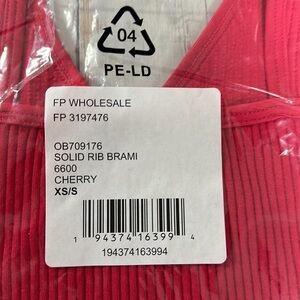 04
PE-LD
FP WHOLESALE
FP 3197476
OB709176
SOLID RIB BRAMI
6600
CHERRY
XS/S
1 94374 16399 4
194374163994